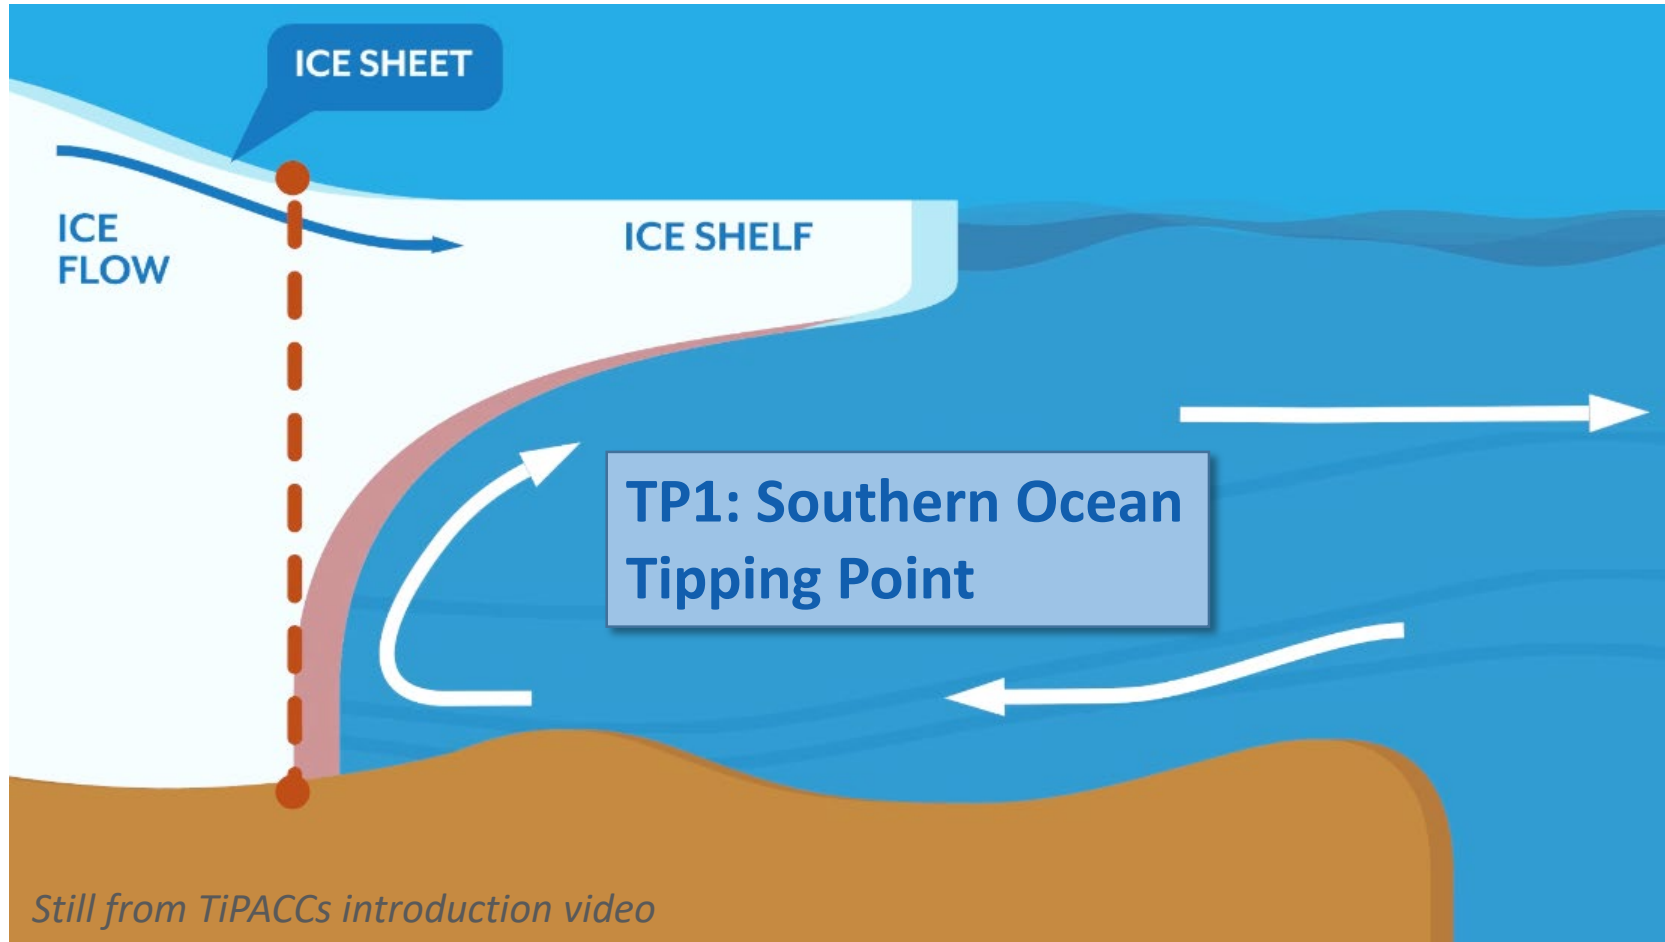 ICE SHEET
ICE
FLOW
ICE SHELF
TP1: Southern Ocean
Tipping Point
Still from TiPACCs introduction video